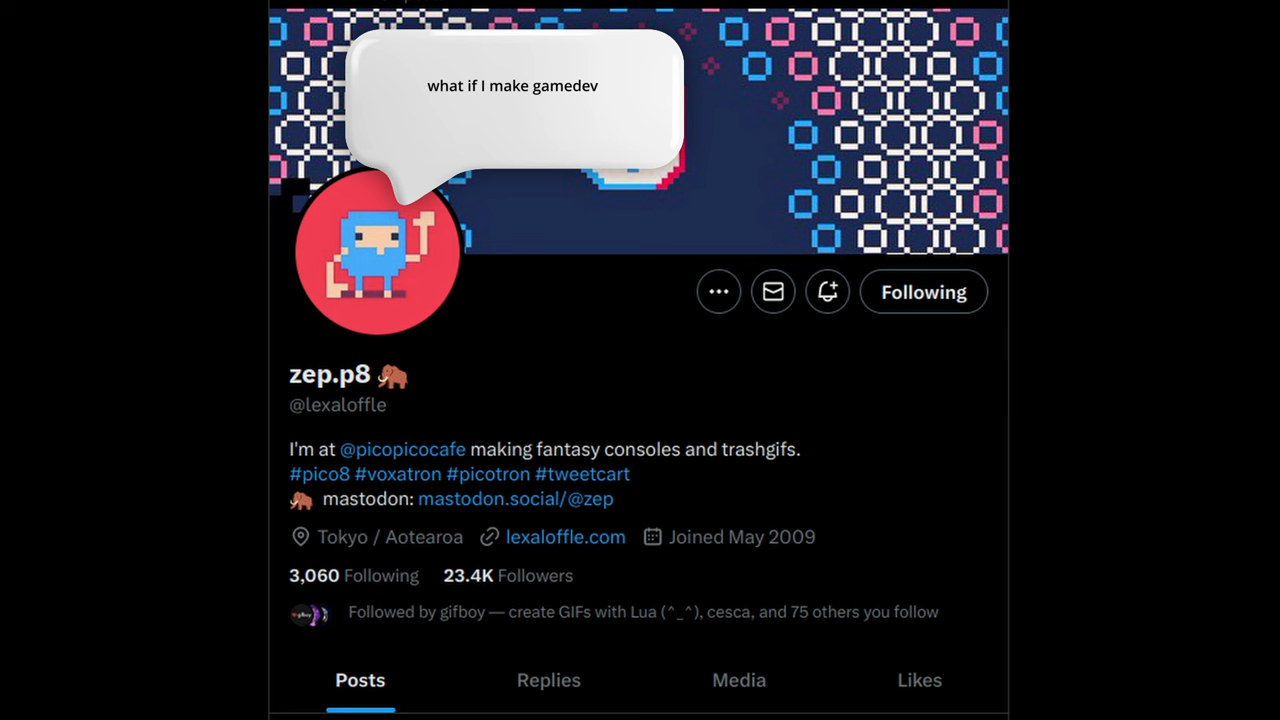 what if I make gamedev
Following
zep.p8
@lexaloffle
I'm at @picopicocafe making fantasy consoles and trashgifs.
#pico8 #voxatron #picotron #tweetcart
mastodon: mastodon.social/@zep
Tokyo / Aotearoa lexaloffle.com Joined May 2009
3,060 Following 23.4K Followers
Followed by gifboy — create GIFs with Lua (^_^), cesca, and 75 others you follow
Posts Replies Media Likes